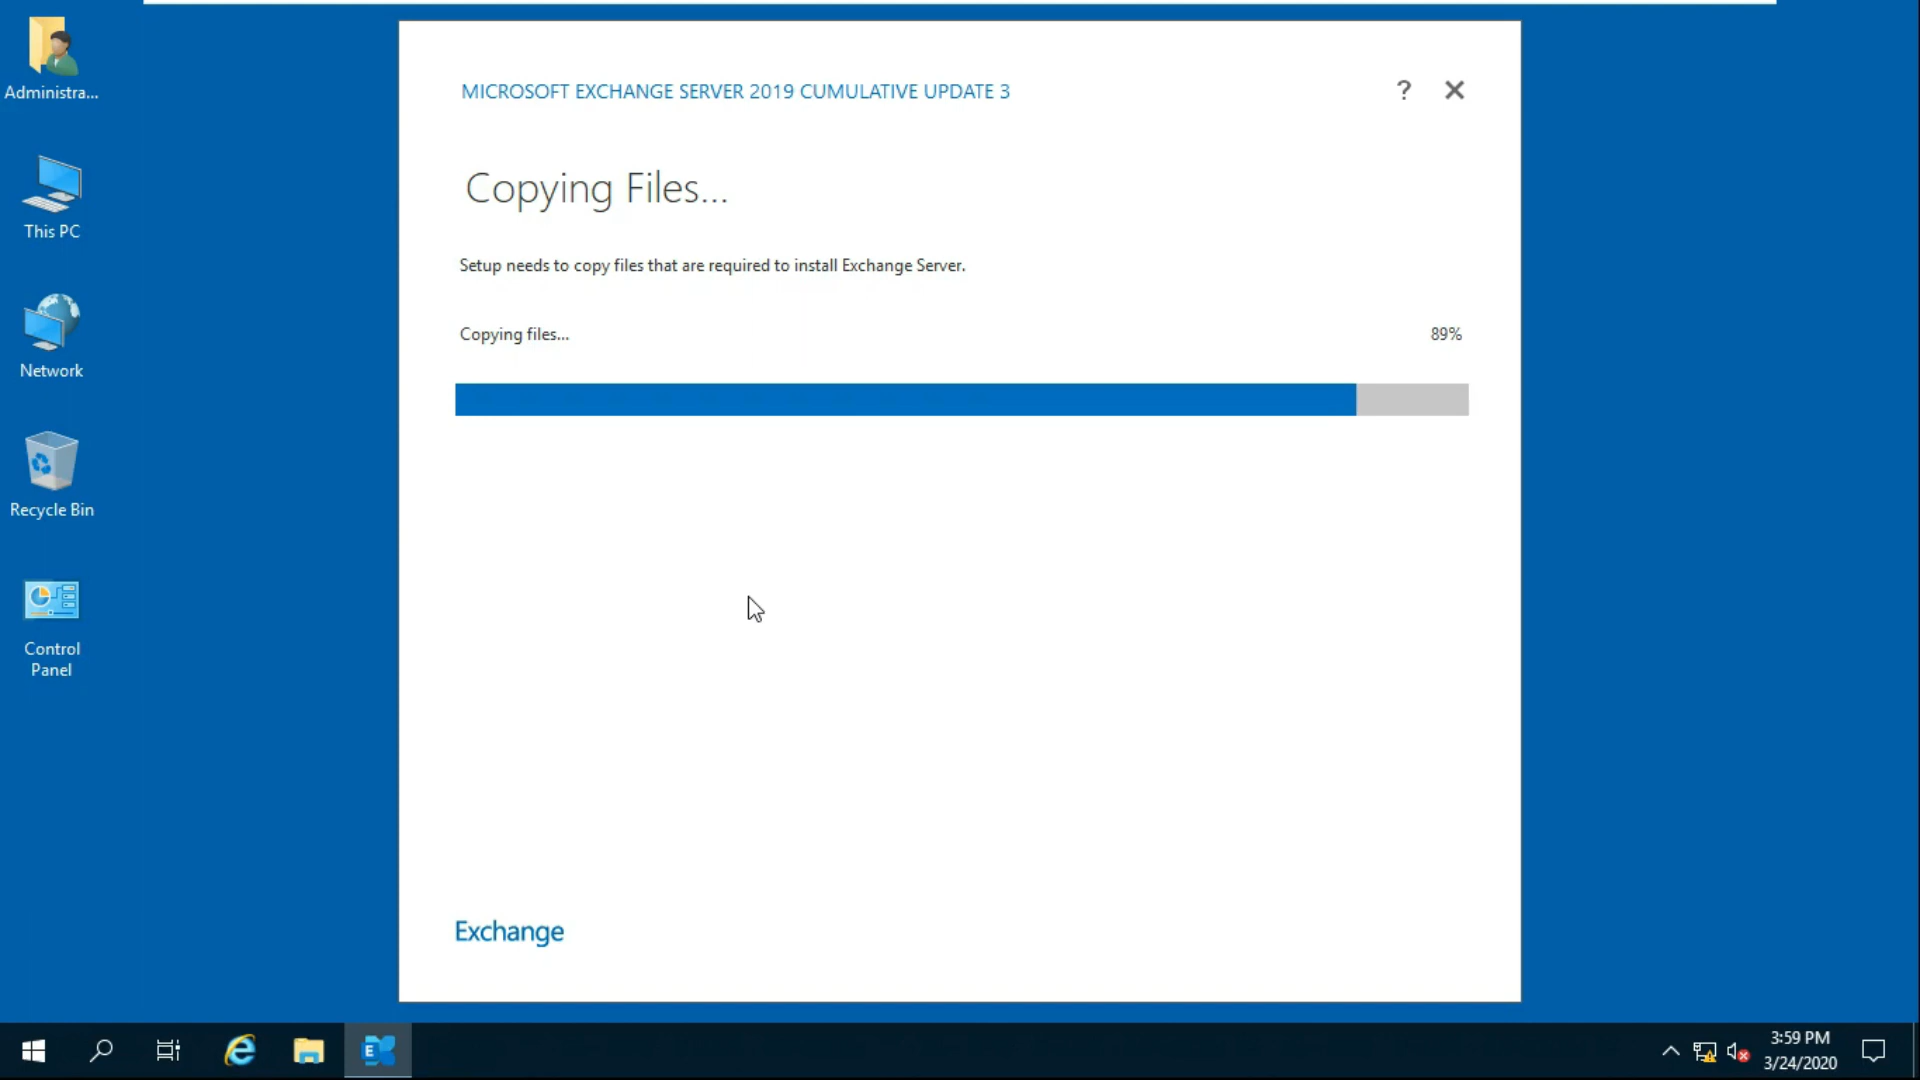 Administra...
This PC
Network
Recycle Bin
Control
Panel
MICROSOFT EXCHANGE SERVER 2019 CUMULATIVE UPDATE 3
?
Copying Files...
Setup needs to copy files that are required to install Exchange Server.
Copying files...
89%
Exchange
E
3:59 PM
3/24/2020